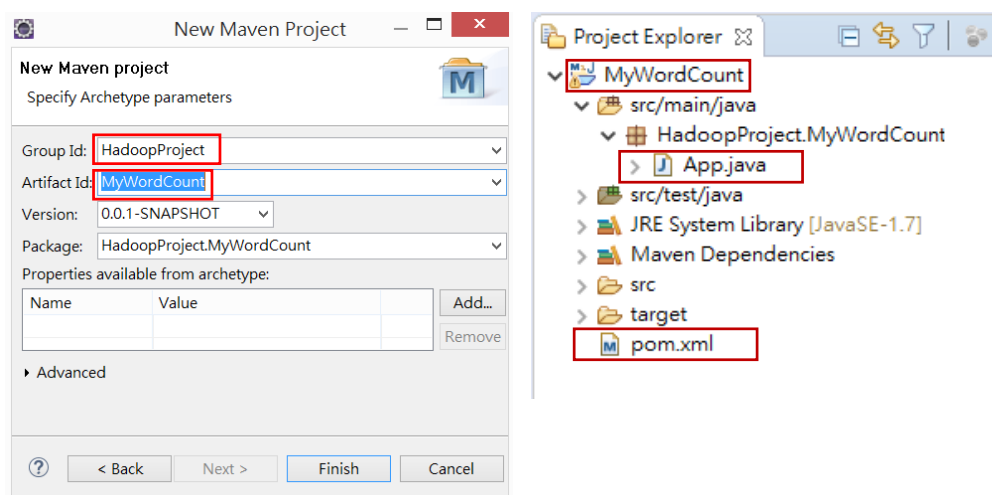 New Maven Project
New Maven project
Specify Archetype parameters
M
Group Id: HadoopProject
Artifact Id: MyWordCount
Version: 0.0.1-SNAPSHOT
Package: HadoopProject.MyWordCount
Properties available from archetype:
Name Value
Add...
Remove
Advanced
? < Back Next > Finish Cancel
Project Explorer
MyWordCount
src/main/java
HadoopProject.MyWordCount
App.java
src/test/java
JRE System Library [JavaSE-1.7]
Maven Dependencies
src
target
pom.xml